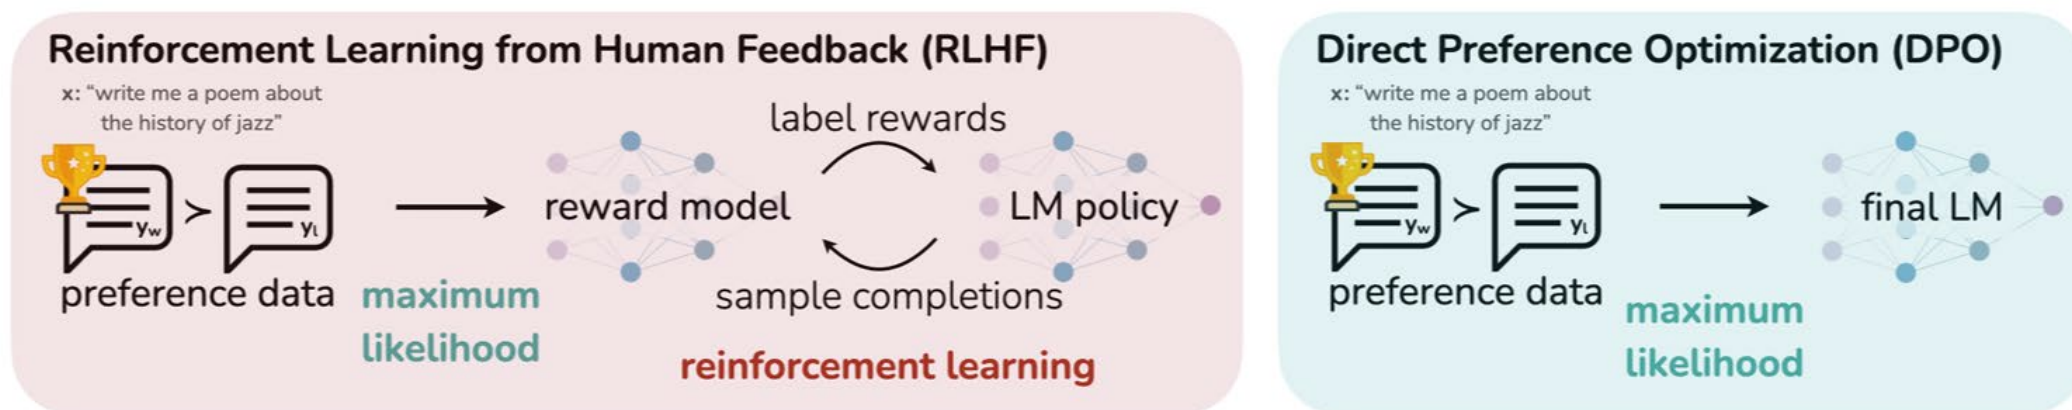 Reinforcement Learning from Human Feedback (RLHF)
x: “write me a poem about
the history of jazz”
label rewards
yw
≻
yl
reward model
LM policy
preference data
maximum
likelihood
sample completions
reinforcement learning
Direct Preference Optimization (DPO)
x: “write me a poem about
the history of jazz”
yw
≻
yl
final LM
preference data
maximum
likelihood